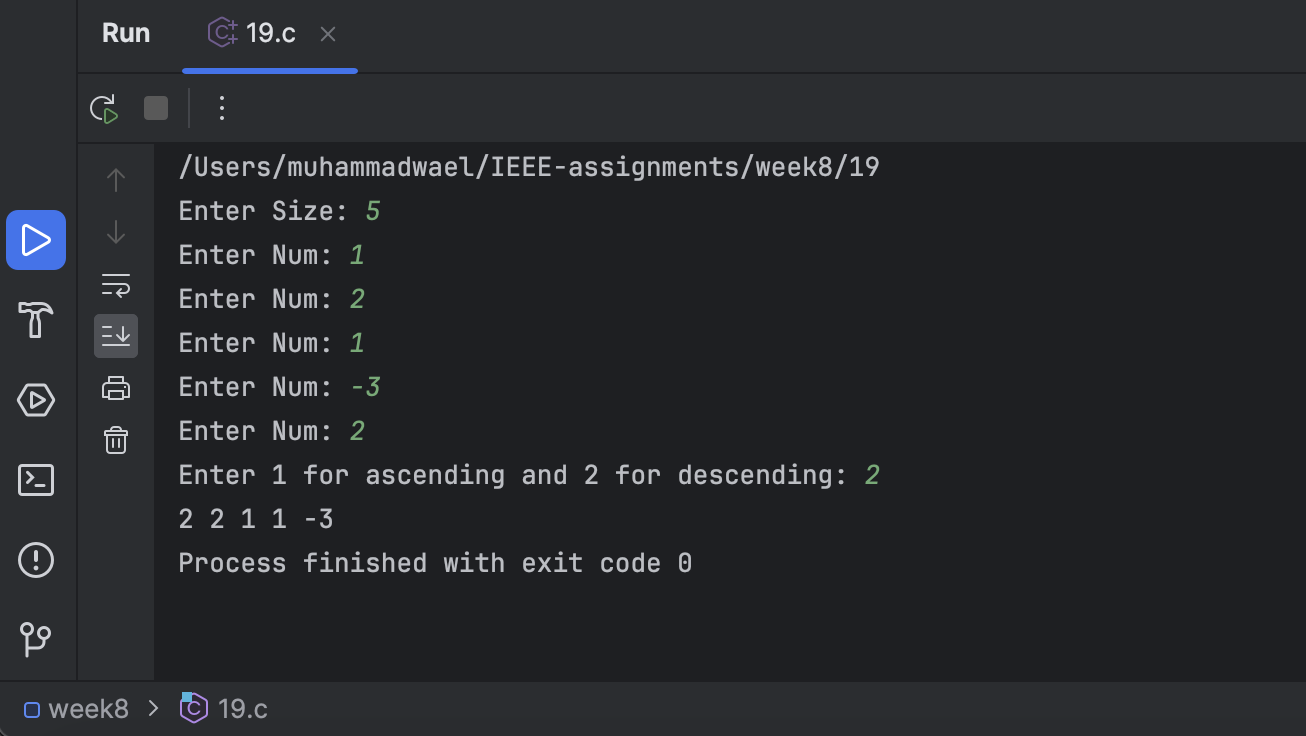 Run
19.c
/Users/muhammadwael/IEEE-assignments/week8/19
Enter Size: 5
Enter Num: 1
Enter Num: 2
Enter Num: 1
Enter Num: -3
Enter Num: 2
Enter 1 for ascending and 2 for descending: 2
2 2 1 1 -3
Process finished with exit code 0
week8 > 19.c